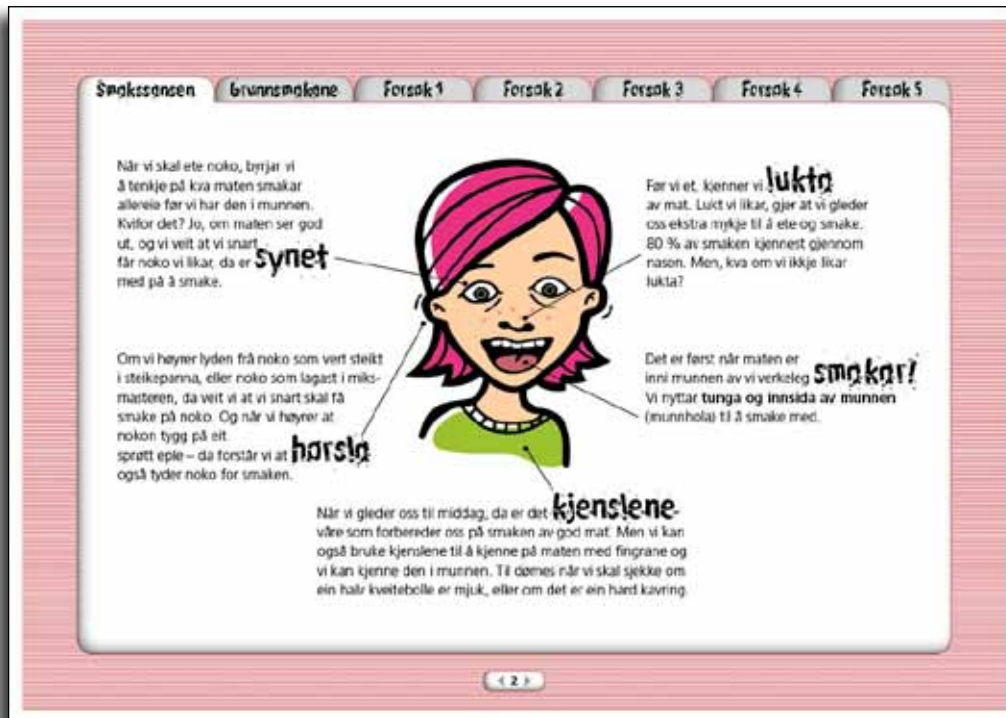 Smakssansen Grunnsmakane Forsøk 1 Forsøk 2 Forsøk 3 Forsøk 4 Forsøk 5
Når vi skal ete noko, byrjar vi
å tenkje på kva maten smakar
allereie før vi har den i munnen.
Kvifor det? Jo, om maten ser god
ut, og vi veit at vi snart
får noko vi likar, da er synet
med på å smake.
Før vi et, kjenner vi lukta
av mat. Lukt vi likar, gjer at vi gleder
oss ekstra mykje til å ete og smake.
80 % av smaken kjennest gjennom
nason. Men, kva om vi ikkje likar
lukta?
Om vi høyrer lyden frå noko som vert steikt
i steikepanna, eller noko som lagast i miks-
masteren, da veit vi at vi snart skal få
smake på noko. Og når vi høyrer at
nokon tygg på eit
sprøtt eple – da forstår vi at hørsla
også tyder noko for smaken.
Det er først når maten er
inni munnen av vi verkeleg smakar!
Vi nyttar tunga og innsida av munnen
(munnhola) til å smake med.
Når vi gleder oss til middag, da er det kjenslene
våre som forbereder oss på smaken av god mat. Men vi kan
også bruke kjenslene til å kjenne på maten med fingrane og
vi kan kjenne den i munnen. Til dømes når vi skal sjekke om
ein halv kveitebolle er mjuk, eller om det er ein hard kavring.
2